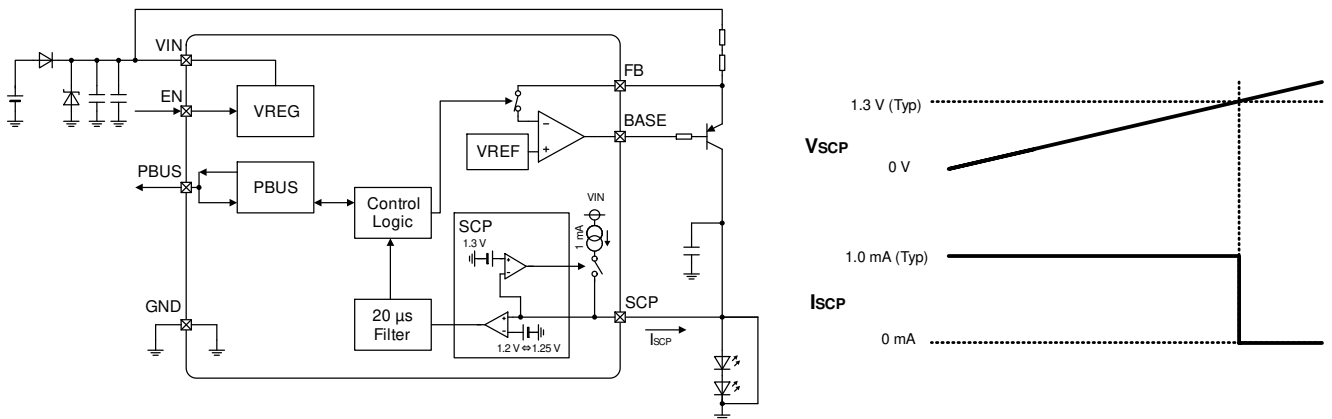 VIN
FB
EN
VREG
BASE
VREF
PBUS
PBUS
Control
Logic
VIN
1 mA
SCP
1.3 V
GND
20 μs
Filter
SCP
1.2 V ⇔ 1.25 V
ISCP
1.3 V (Typ)
VSCP
0 V
1.0 mA (Typ)
ISCP
0 mA